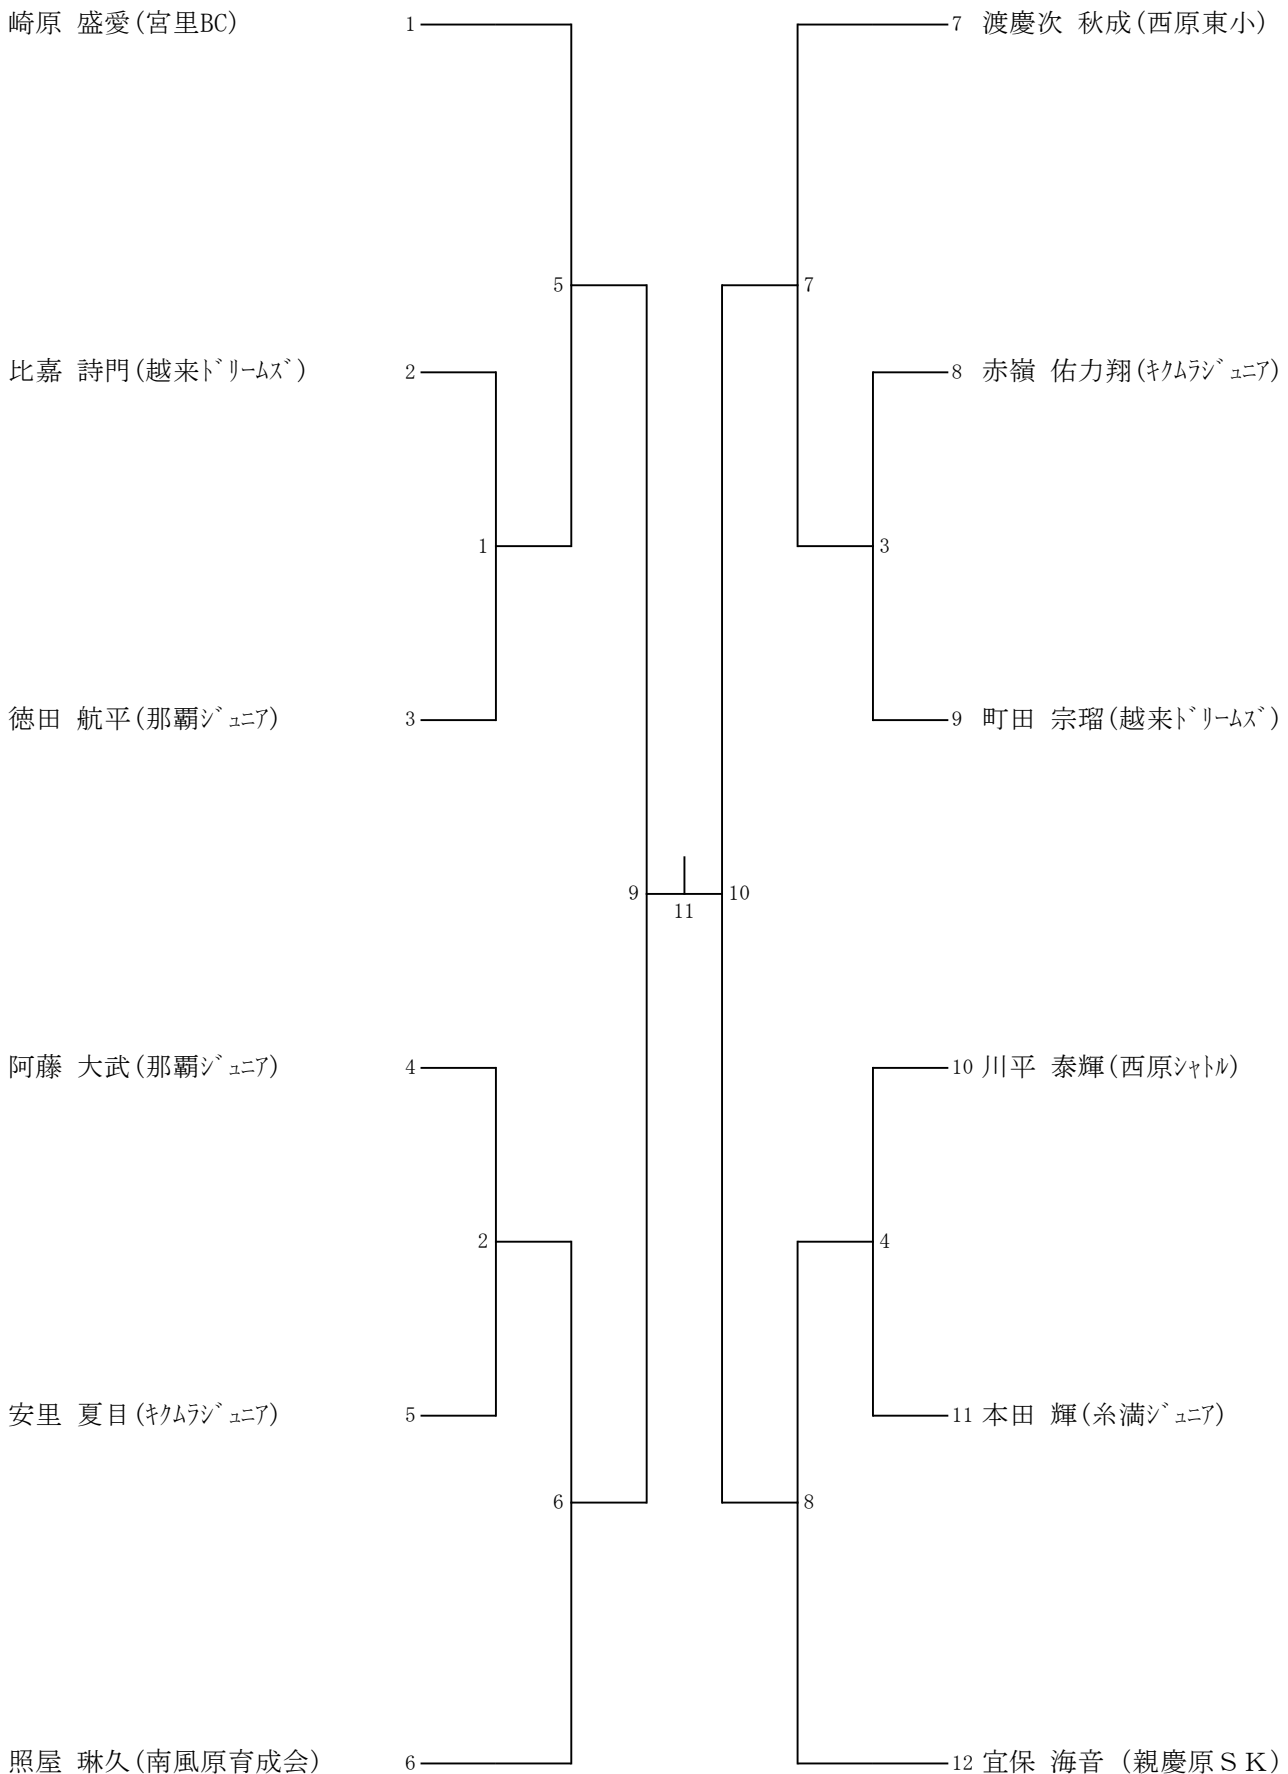 崎原 盛愛(宮里BC) 1
7 渡慶次 秋成(西原東小)
5
7
比嘉 詩門(越来ﾄﾞﾘｰﾑｽﾞ) 2
8 赤嶺 佑力翔(ｷｸﾑﾗｼﾞｭﾆｱ)
1
3
徳田 航平(那覇ｼﾞｭﾆｱ) 3
9 町田 宗瑠(越来ﾄﾞﾘｰﾑｽﾞ)
9
10
11
阿藤 大武(那覇ｼﾞｭﾆｱ) 4
10 川平 泰輝(西原ｼｬﾄﾙ)
2
4
安里 夏目(ｷｸﾑﾗｼﾞｭﾆｱ) 5
11 本田 輝(糸満ｼﾞｭﾆｱ)
6
8
照屋 琳久(南風原育成会) 6
12 宜保 海音 (親慶原ＳＫ)